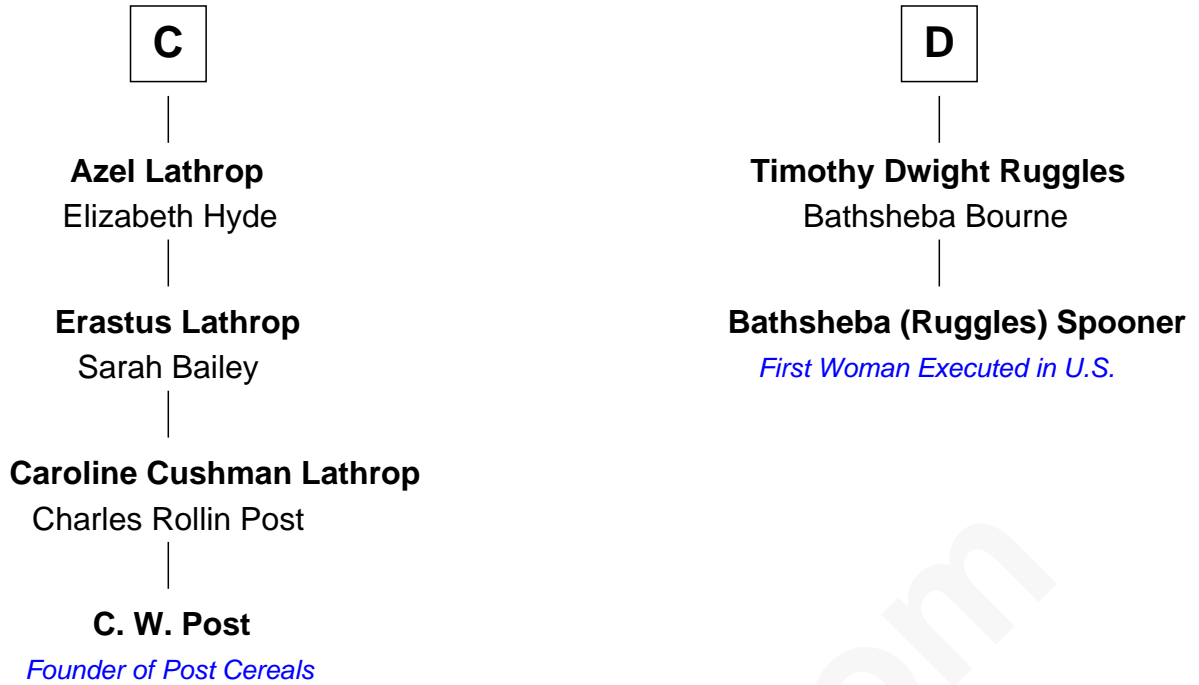 C
Azel Lathrop
Elizabeth Hyde
Erastus Lathrop
Sarah Bailey
Caroline Cushman Lathrop
Charles Rollin Post
C. W. Post
Founder of Post Cereals
D
Timothy Dwight Ruggles
Bathsheba Bourne
Bathsheba (Ruggles) Spooner
First Woman Executed in U.S.
om